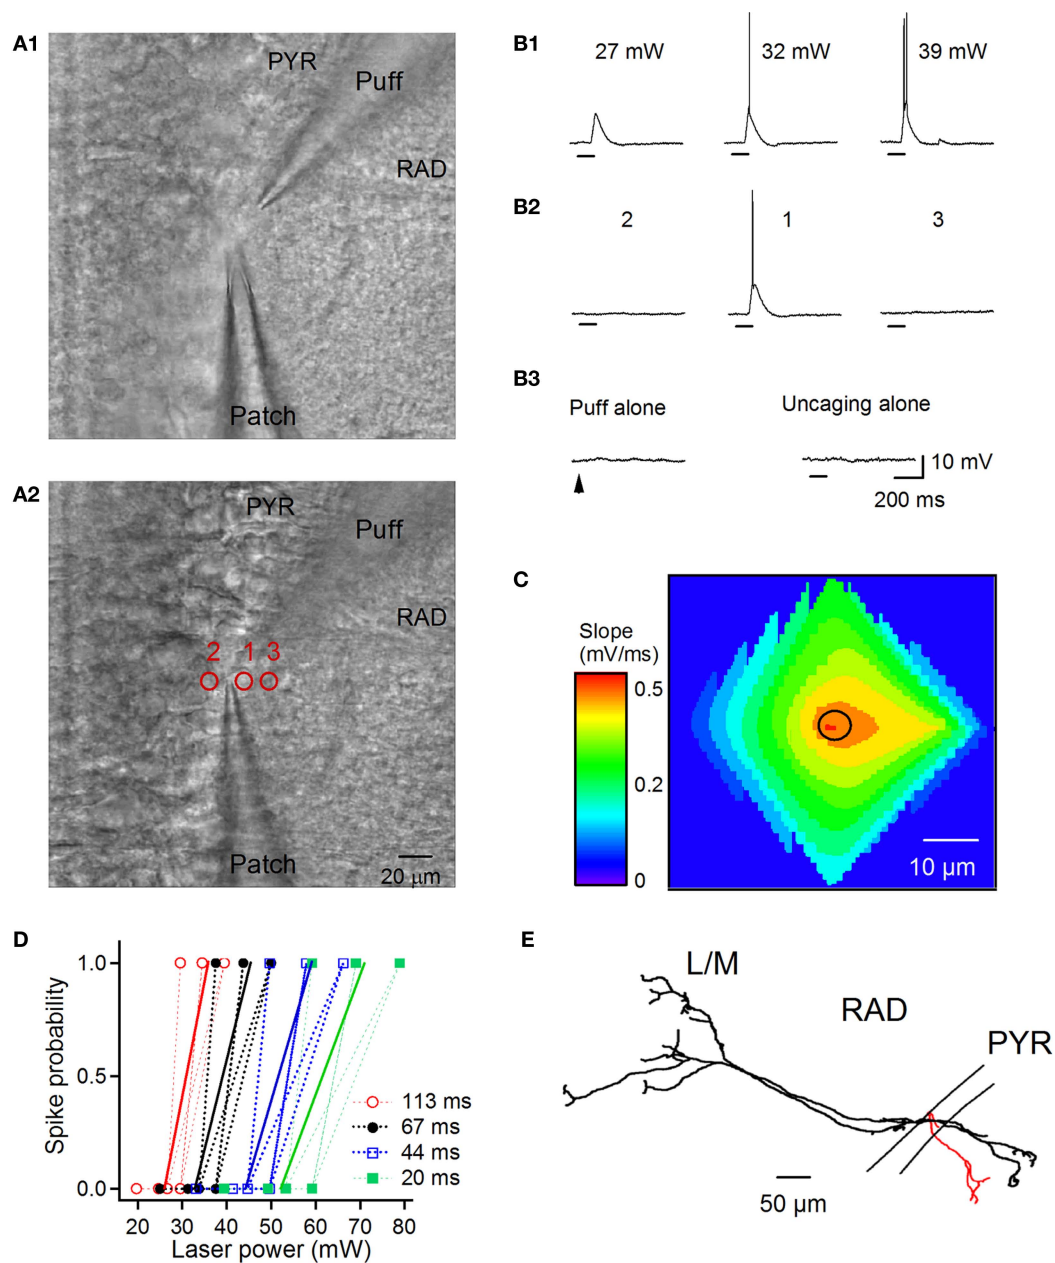 A1
PYR
Puff
RAD
Patch
A2
PYR
Puff
RAD
2 1 3
Patch
20 μm
B1
27 mW 32 mW 39 mW
B2
2 1 3
B3
Puff alone
Uncaging alone
10 mV
200 ms
C
Slope
(mV/ms)
0.5
0.2
0
10 μm
D
Spike probability
1.0
0.5
0.0
113 ms
67 ms
44 ms
20 ms
20 30 40 50 60 70 80
Laser power (mW)
E
L/M
RAD
PYR
50 μm